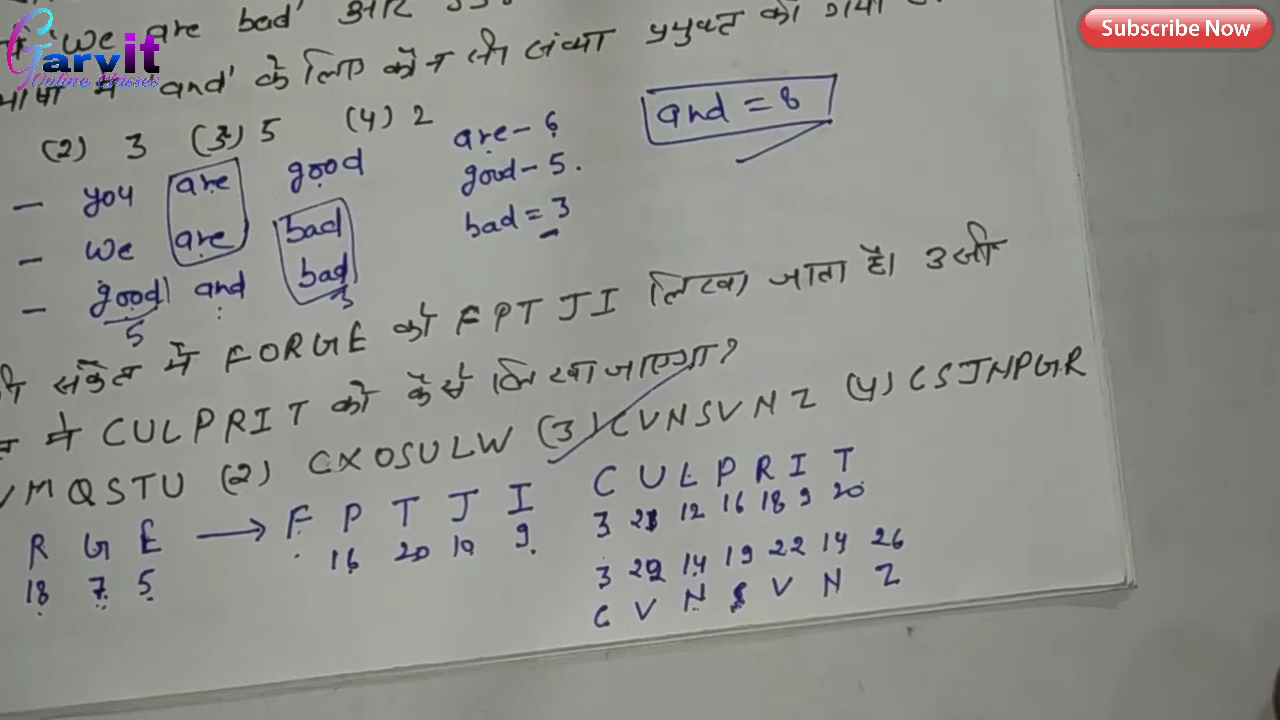 Garvit
Online Classes
Subscribe Now
'We are bad' और
भाषा में 'and' के लिए कौन सी संख्या प्रयुक्त की गयी
(2) 3 (3) 5 (4) 2
and = 8
– you are good are – 6
– we are bad good – 5.
– good and bad bad = 3
5 3
संकेत में FORGE को FPTJI लिखा जाता है। उसी
में CULPRIT को कैसे लिखा जाएगा?
VMQSTU (2) CXOSULW (3) CVNSVNZ (4) CSJNPGR
R G E → F P T J I C U L P R I T
18 7 5 16 20 10 9. 3 21 12 16 18 9 20
3 22 14 19 22 14 26
C V N S V N Z